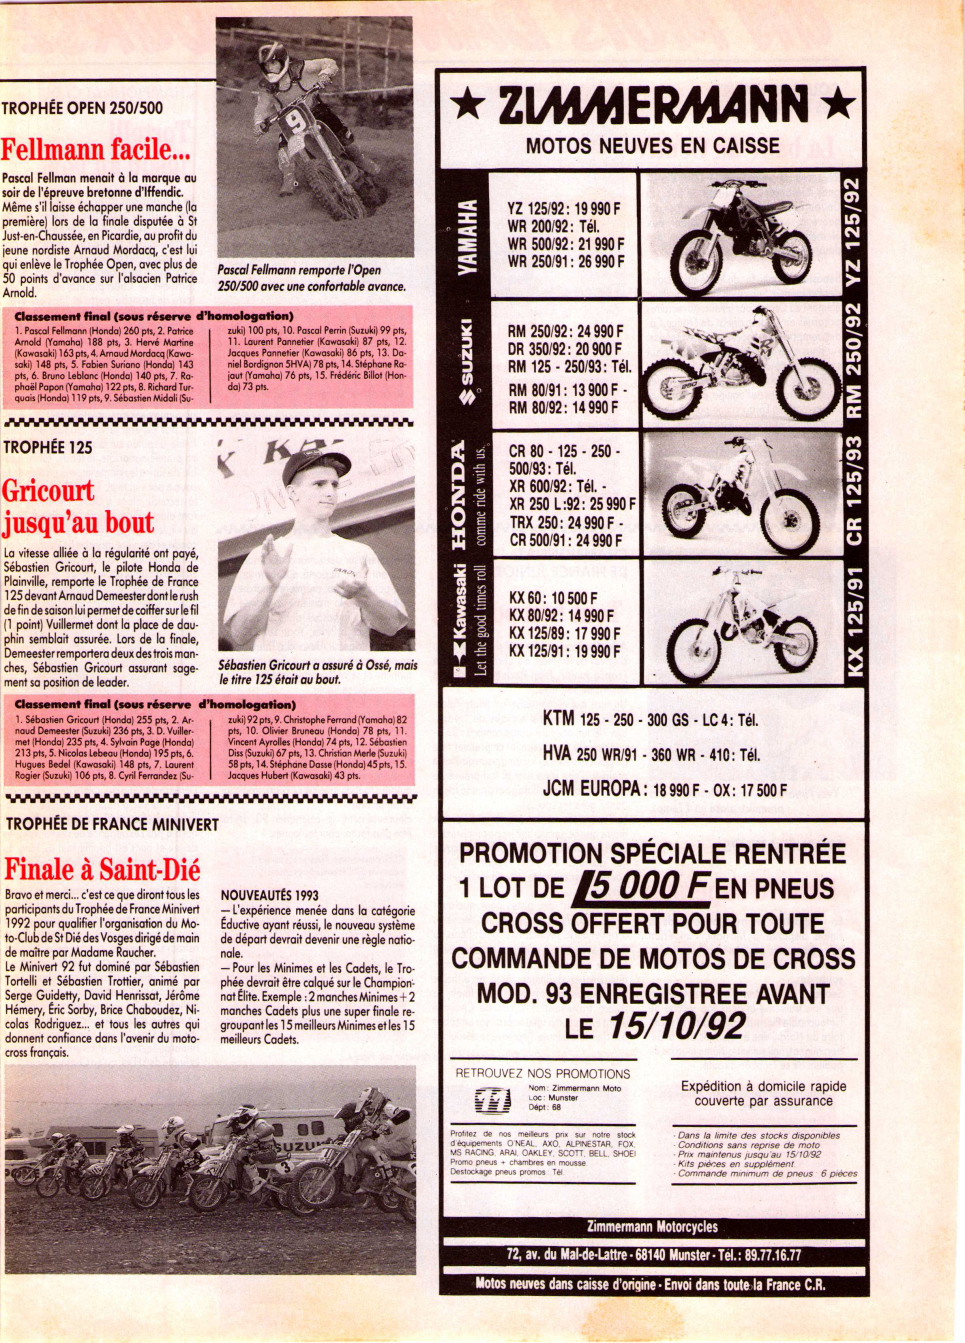 TROPHÉE OPEN 250/500
Fellmann facile...
Pascal Fellman menait à la marque au
soir de l'épreuve bretonne d'Iffendic.
Même s'il laisse échapper une manche (la
première) lors de la finale disputée à St
Just-en-Chaussée, en Picardie, au profit du
jeune nordiste Arnaud Mordacq, c'est lui
qui enlève le Trophée Open, avec plus de
50 points d'avance sur l'alsacien Patrice
Arnold.
9
Pascal Fellmann remporte l'Open
250/500 avec une confortable avance.
Classement final (sous réserve d'homologation)
1. Pascal Fellmann (Honda) 260 pts, 2. Patrice
Arnold (Yamaha) 188 pts, 3. Hervé Martine
(Kawasaki) 163 pts, 4. Arnaud Mordacq (Kawa-
saki) 148 pts, 5. Fabien Suriano (Honda) 143
pts, 6. Bruno Leblanc (Honda) 140 pts, 7. Ra-
phaël Papon (Yamaha) 122 pts, 8. Richard Tur-
quais (Honda) 119 pts, 9. Sébastien Midali (Su-
zuki) 100 pts, 10. Pascal Perrin (Suzuki) 99 pts,
11. Laurent Pannetier (Kawasaki) 87 pts, 12.
Jacques Pannetier (Kawasaki) 86 pts, 13. Da-
niel Bordignon 5HVA) 78 pts, 14. Stéphane Ra-
jaut (Yamaha) 76 pts, 15. Frédéric Billot (Hon-
da) 73 pts.
TROPHÉE 125
Gricourt
jusqu'au bout
La vitesse alliée à la régularité ont payé,
Sébastien Gricourt, le pilote Honda de
Plainville, remporte le Trophée de France
125 devant Arnaud Demeester dont le rush
de fin de saison lui permet de coiffer sur le fil
(1 point) Vuillermet dont la place de dau-
phin semblait assurée. Lors de la finale,
Demeester remportera deux des trois man-
ches, Sébastien Gricourt assurant sage-
ment sa position de leader.
Sébastien Gricourt a assuré à Ossé, mais
le titre 125 était au bout.
Classement final (sous réserve d'homologation)
1. Sébastien Gricourt (Honda) 255 pts, 2. Ar-
naud Demeester (Suzuki) 236 pts, 3. D. Vuiller-
met (Honda) 235 pts, 4. Sylvain Page (Honda)
213 pts, 5. Nicolas Lebeau (Honda) 195 pts, 6.
Hugues Bedel (Kawasaki) 148 pts, 7. Laurent
Rogier (Suzuki) 106 pts, 8. Cyril Ferrandez (Su-
zuki) 92 pts, 9. Christophe Ferrand (Yamaha) 82
pts, 10. Olivier Bruneau (Honda) 78 pts, 11.
Vincent Ayrolles (Honda) 74 pts, 12. Sébastien
Diss (Suzuki) 67 pts, 13. Christian Merle (Suzuki)
58 pts, 14. Stéphane Dasse (Honda) 45 pts, 15.
Jacques Hubert (Kawasaki) 43 pts.
TROPHÉE DE FRANCE MINIVERT
Finale à Saint-Dié
Bravo et merci... c'est ce que diront tous les
participants du Trophée de France Minivert
1992 pour qualifier l'organisation du Mo-
to-Club de St Dié des Vosges dirigé de main
de maître par Madame Raucher.
Le Minivert 92 fut dominé par Sébastien
Tortelli et Sébastien Trottier, animé par
Serge Guidetty, David Henrissat, Jérôme
Hémery, Éric Sorby, Brice Chaboudez, Ni-
colas Rodriguez... et tous les autres qui
donnent confiance dans l'avenir du moto-
cross français.
NOUVEAUTÉS 1993
— L'expérience menée dans la catégorie
Éductive ayant réussi, le nouveau système
de départ devrait devenir une règle natio-
nale.
— Pour les Minimes et les Cadets, le Tro-
phée devrait être calqué sur le Champion-
nat Élite. Exemple : 2 manches Minimes + 2
manches Cadets plus une super finale re-
groupant les 15 meilleurs Minimes et les 15
meilleurs Cadets.
SUZUKI
3
★ ZIMMERMANN ★
MOTOS NEUVES EN CAISSE
YAMAHA
YZ 125/92 : 19 990 F
WR 200/92 : Tél.
WR 500/92 : 21 990 F
WR 250/91 : 26 990 F
YZ 125/92
SUZUKI
RM 250/92 : 24 990 F
DR 350/92 : 20 900 F
RM 125 - 250/93 : Tél.
RM 80/91 : 13 900 F -
RM 80/92 : 14 990 F
RM 250/92
HONDA
comme ride with us.
CR 80 - 125 - 250 -
500/93 : Tél.
XR 600/92 : Tél. -
XR 250 L :92 : 25 990 F
TRX 250 : 24 990 F -
CR 500/91 : 24 990 F
CR 125/93
Kawasaki
Let the good times roll
KX 60 : 10 500 F
KX 80/92 : 14 990 F
KX 125/89 : 17 990 F
KX 125/91 : 19 990 F
KX 125/91
KTM 125 - 250 - 300 GS - LC 4 : Tél.
HVA 250 WR/91 - 360 WR - 410 : Tél.
JCM EUROPA : 18 990 F - OX : 17 500 F
PROMOTION SPÉCIALE RENTRÉE
1 LOT DE 5 000 F EN PNEUS
CROSS OFFERT POUR TOUTE
COMMANDE DE MOTOS DE CROSS
MOD. 93 ENREGISTREE AVANT
LE 15/10/92
RETROUVEZ NOS PROMOTIONS
Nom : Zimmermann Moto
Loc : Munster
Dépt : 68
Profitez de nos meilleurs prix sur notre stock
d'équipements O'NEAL, AXO, ALPINESTAR, FOX,
MS RACING, ARAI, OAKLEY, SCOTT, BELL, SHOEI
Promo pneus + chambres en mousse
Destockage pneus promos Tél.
Expédition à domicile rapide
couverte par assurance
- Dans la limite des stocks disponibles
- Conditions sans reprise de moto
- Prix maintenus jusqu'au 15/10/92
- Kits pièces en supplément
- Commande minimum de pneus 6 pièces
Zimmermann Motorcycles
72, av. du Mal-de-Lattre - 68140 Munster - Tél. : 89.77.16.77
Motos neuves dans caisse d'origine - Envoi dans toute la France C.R.